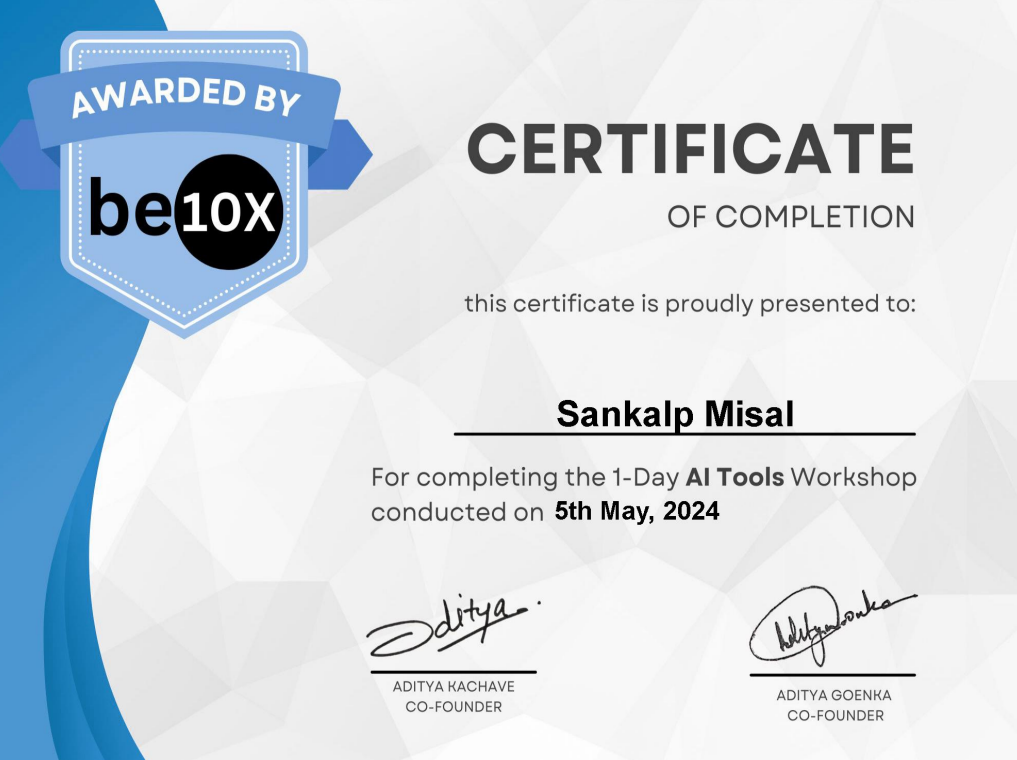 AWARDED BY
be10X
CERTIFICATE
OF COMPLETION
this certificate is proudly presented to:
Sankalp Misal
For completing the 1-Day AI Tools Workshop
conducted on 5th May, 2024
Aditya
Aditya Goenka
ADITYA KACHAVE
CO-FOUNDER
ADITYA GOENKA
CO-FOUNDER